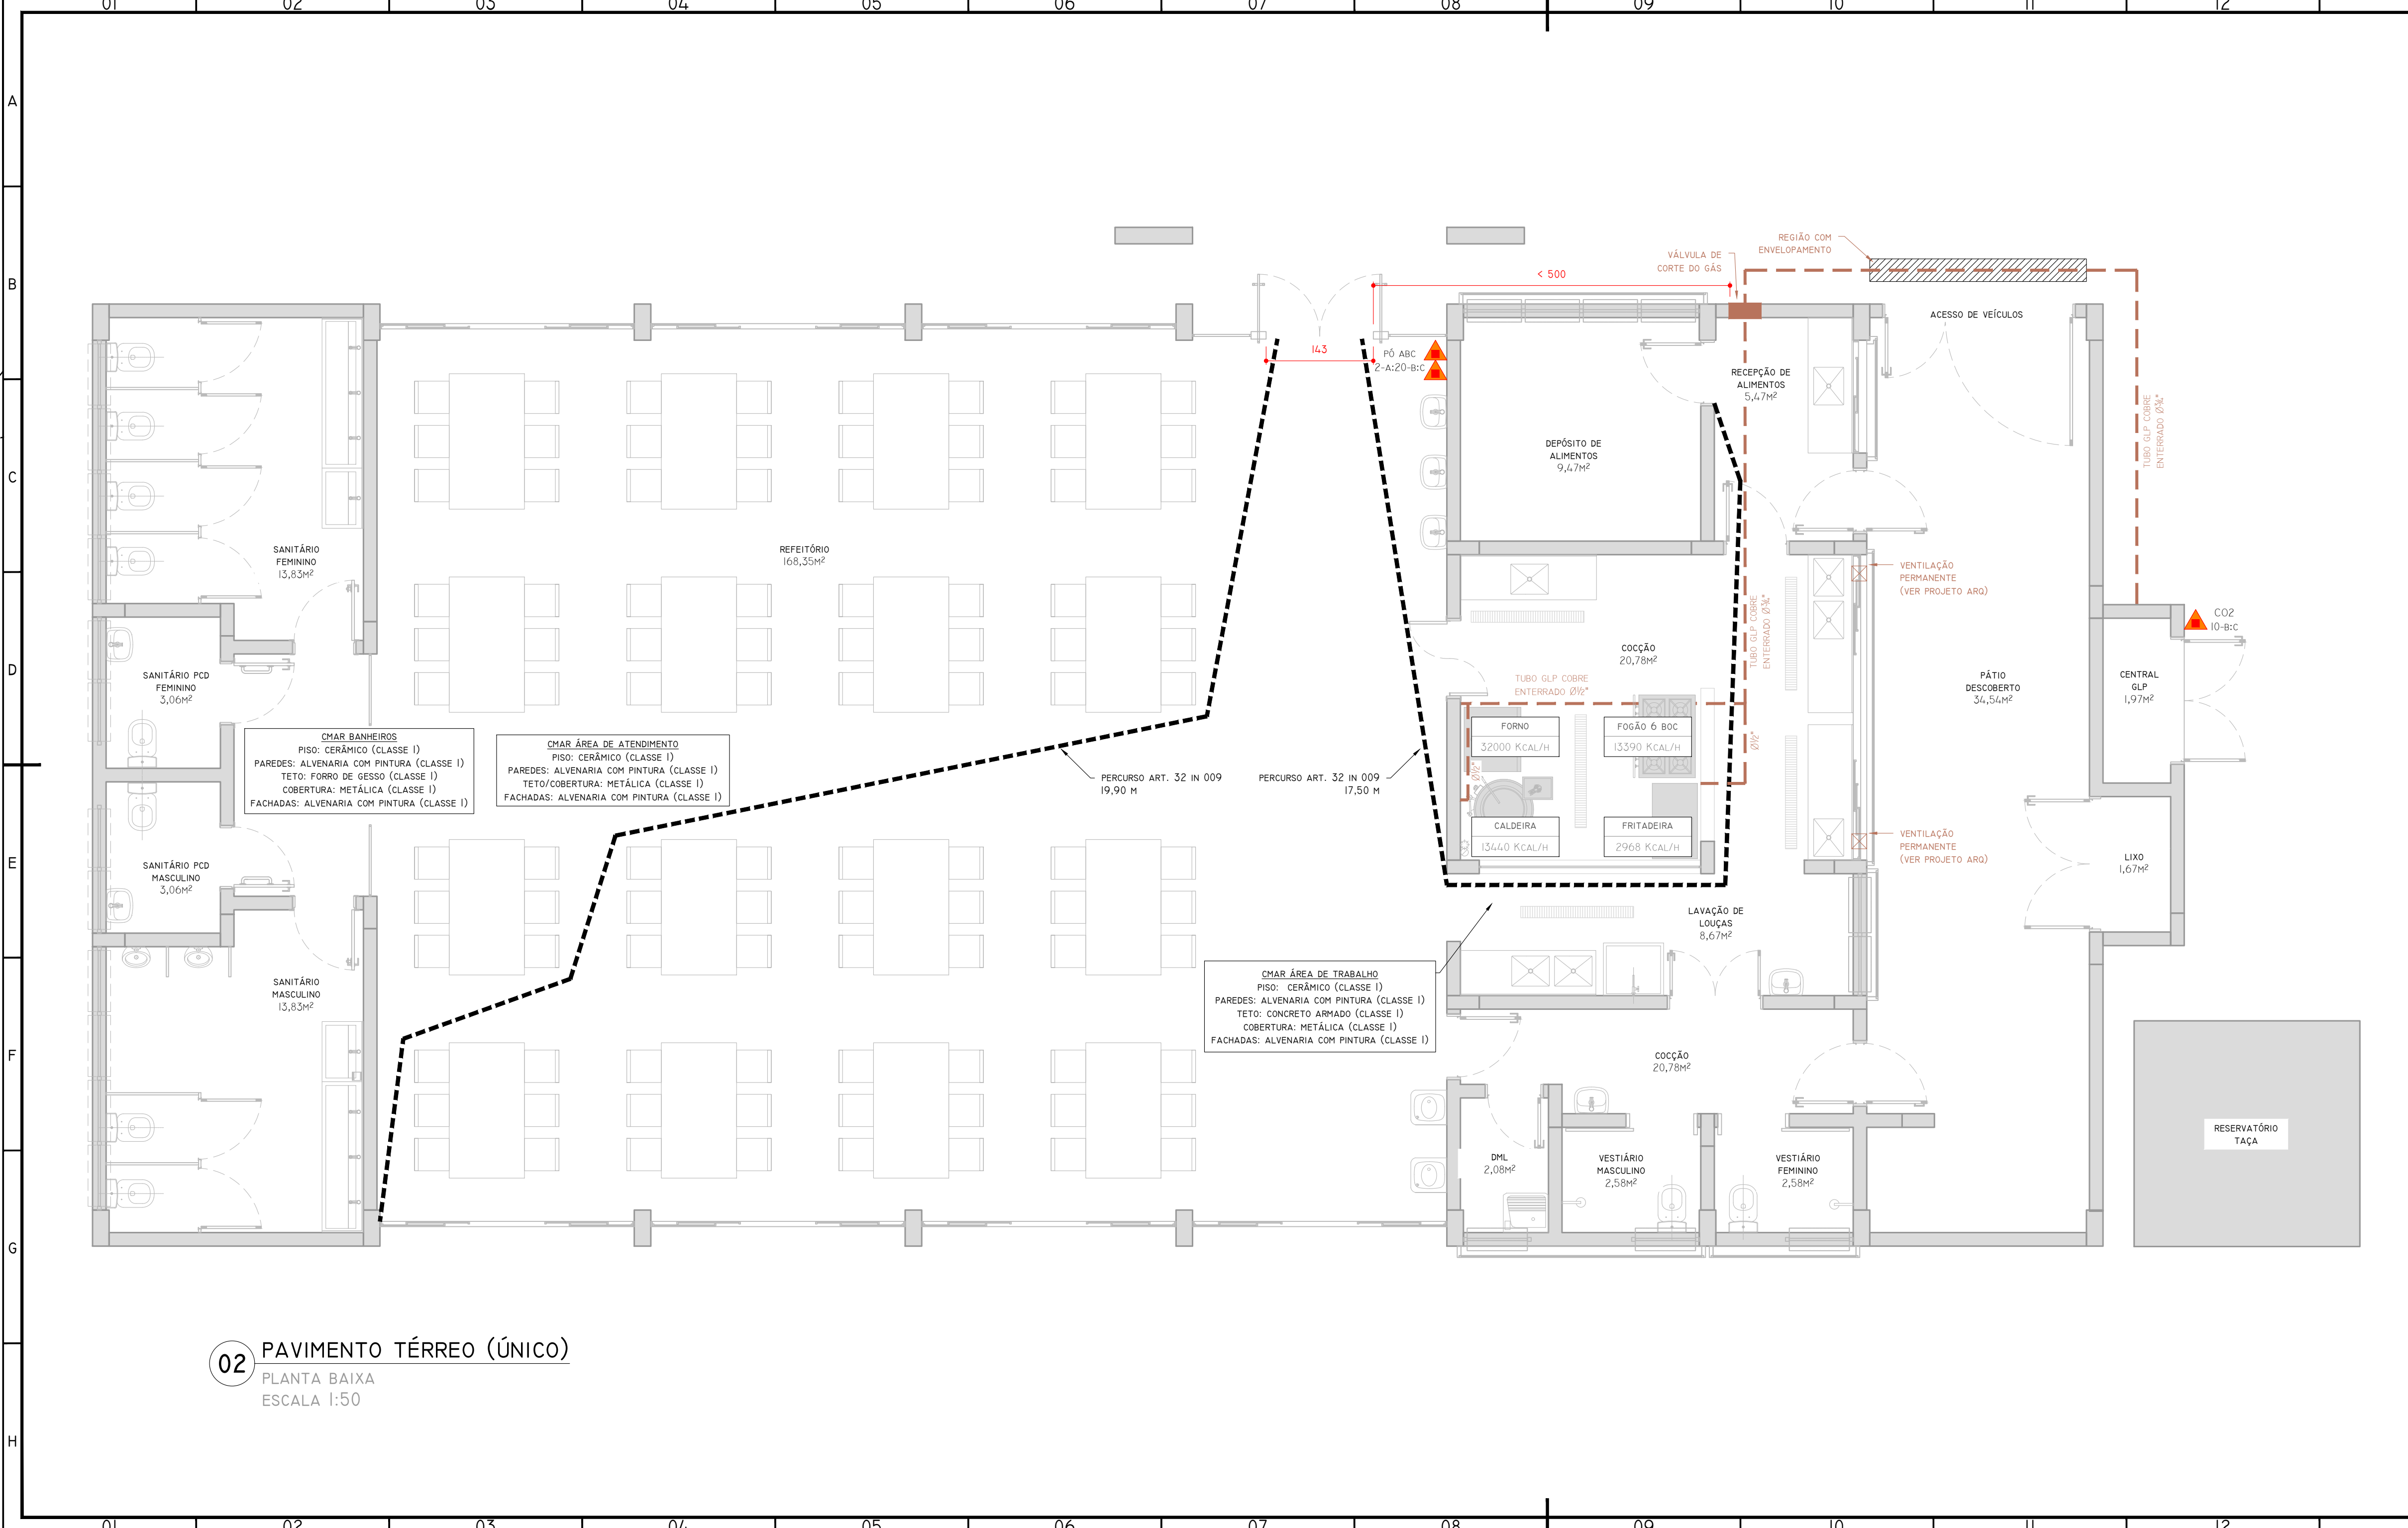 01 02 03 04 05 06 07 08 09 10 11 12
A
B
C
D
E
F
G
H
REGIÃO COM
ENVELOPAMENTO
VÁLVULA DE
CORTE DO GÁS
< 500
ACESSO DE VEÍCULOS
143
PÓ ABC
2-A:20-B:C
RECEPÇÃO DE
ALIMENTOS
5,47M²
TUBO GLP COBRE
ENTERRADO Ø¾"
DEPÓSITO DE
ALIMENTOS
9,47M²
SANITÁRIO
FEMININO
13,83M²
REFEITÓRIO
168,35M²
VENTILAÇÃO
PERMANENTE
(VER PROJETO ARQ)
CO2
10-B:C
TUBO GLP COBRE
ENTERRADO Ø¾"
COCÇÃO
20,78M²
SANITÁRIO PCD
FEMININO
3,06M²
TUBO GLP COBRE
ENTERRADO Ø½"
PÁTIO
DESCOBERTO
34,54M²
CENTRAL
GLP
1,97M²
FORNO
32000 KCAL/H
FOGÃO 6 BOC
13390 KCAL/H
Ø½"
Ø½"
CMAR BANHEIROS
PISO: CERÂMICO (CLASSE I)
PAREDES: ALVENARIA COM PINTURA (CLASSE I)
TETO: FORRO DE GESSO (CLASSE I)
COBERTURA: METÁLICA (CLASSE I)
FACHADAS: ALVENARIA COM PINTURA (CLASSE I)
CMAR ÁREA DE ATENDIMENTO
PISO: CERÂMICO (CLASSE I)
PAREDES: ALVENARIA COM PINTURA (CLASSE I)
TETO/COBERTURA: METÁLICA (CLASSE I)
FACHADAS: ALVENARIA COM PINTURA (CLASSE I)
PERCURSO ART. 32 IN 009
19,90 M
PERCURSO ART. 32 IN 009
17,50 M
CALDEIRA
13440 KCAL/H
FRITADEIRA
2968 KCAL/H
VENTILAÇÃO
PERMANENTE
(VER PROJETO ARQ)
SANITÁRIO PCD
MASCULINO
3,06M²
LIXO
1,67M²
LAVAÇÃO DE
LOUÇAS
8,67M²
SANITÁRIO
MASCULINO
13,83M²
CMAR ÁREA DE TRABALHO
PISO: CERÂMICO (CLASSE I)
PAREDES: ALVENARIA COM PINTURA (CLASSE I)
TETO: CONCRETO ARMADO (CLASSE I)
COBERTURA: METÁLICA (CLASSE I)
FACHADAS: ALVENARIA COM PINTURA (CLASSE I)
COCÇÃO
20,78M²
RESERVATÓRIO
TAÇA
DML
2,08M²
VESTIÁRIO
MASCULINO
2,58M²
VESTIÁRIO
FEMININO
2,58M²
02 PAVIMENTO TÉRREO (ÚNICO)
PLANTA BAIXA
ESCALA 1:50
01 02 03 04 05 06 07 08 09 10 11 12